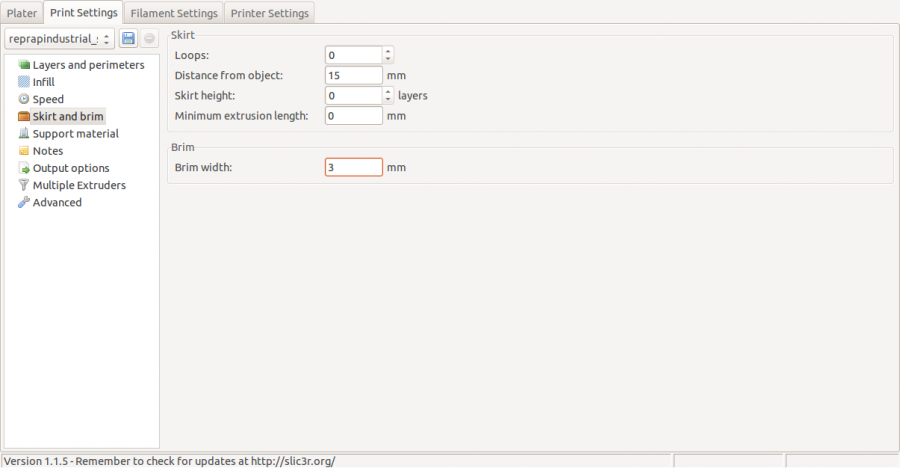 Plater Print Settings Filament Settings Printer Settings
reprapindustrial_
Layers and perimeters
Infill
Speed
Skirt and brim
Support material
Notes
Output options
Multiple Extruders
Advanced
Skirt
Loops: 0
Distance from object: 15 mm
Skirt height: 0 layers
Minimum extrusion length: 0 mm
Brim
Brim width: 3 mm
Version 1.1.5 - Remember to check for updates at http://slic3r.org/